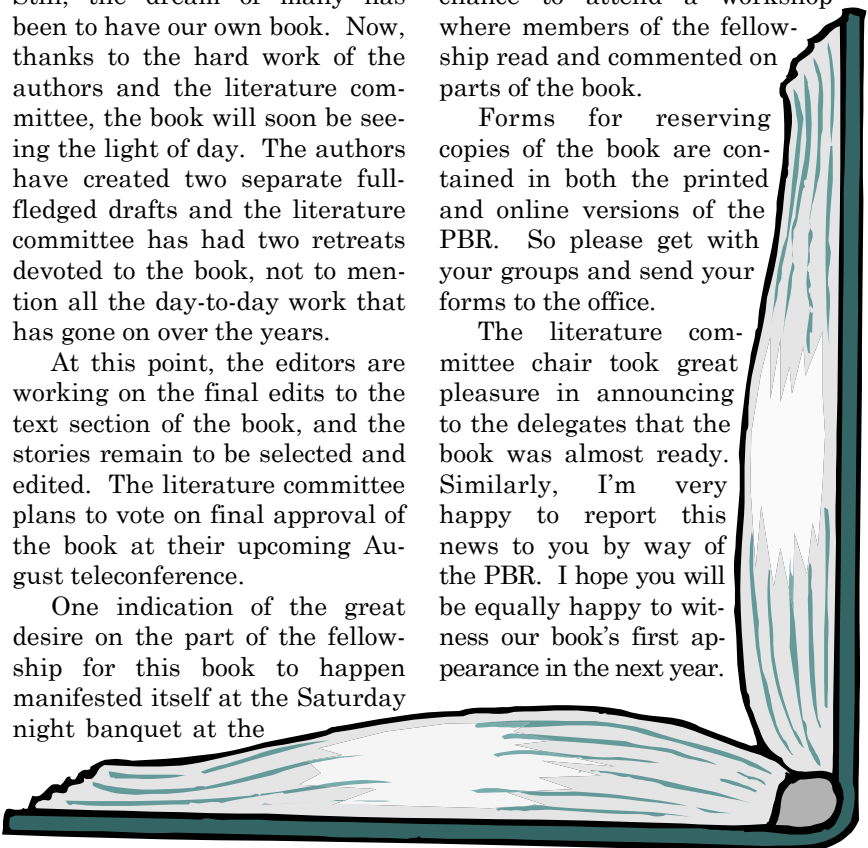 Still, the dream of many has
been to have our own book. Now,
thanks to the hard work of the
authors and the literature com-
mittee, the book will soon be see-
ing the light of day. The authors
have created two separate full-
fledged drafts and the literature
committee has had two retreats
devoted to the book, not to men-
tion all the day-to-day work that
has gone on over the years.
At this point, the editors are
working on the final edits to the
text section of the book, and the
stories remain to be selected and
edited. The literature committee
plans to vote on final approval of
the book at their upcoming Au-
gust teleconference.
One indication of the great
desire on the part of the fellow-
ship for this book to happen
manifested itself at the Saturday
night banquet at the
chance to attend a workshop
where members of the fellow-
ship read and commented on
parts of the book.
Forms for reserving
copies of the book are con-
tained in both the printed
and online versions of the
PBR. So please get with
your groups and send your
forms to the office.
The literature com-
mittee chair took great
pleasure in announcing
to the delegates that the
book was almost ready.
Similarly, I'm very
happy to report this
news to you by way of
the PBR. I hope you will
be equally happy to wit-
ness our book's first ap-
pearance in the next year.